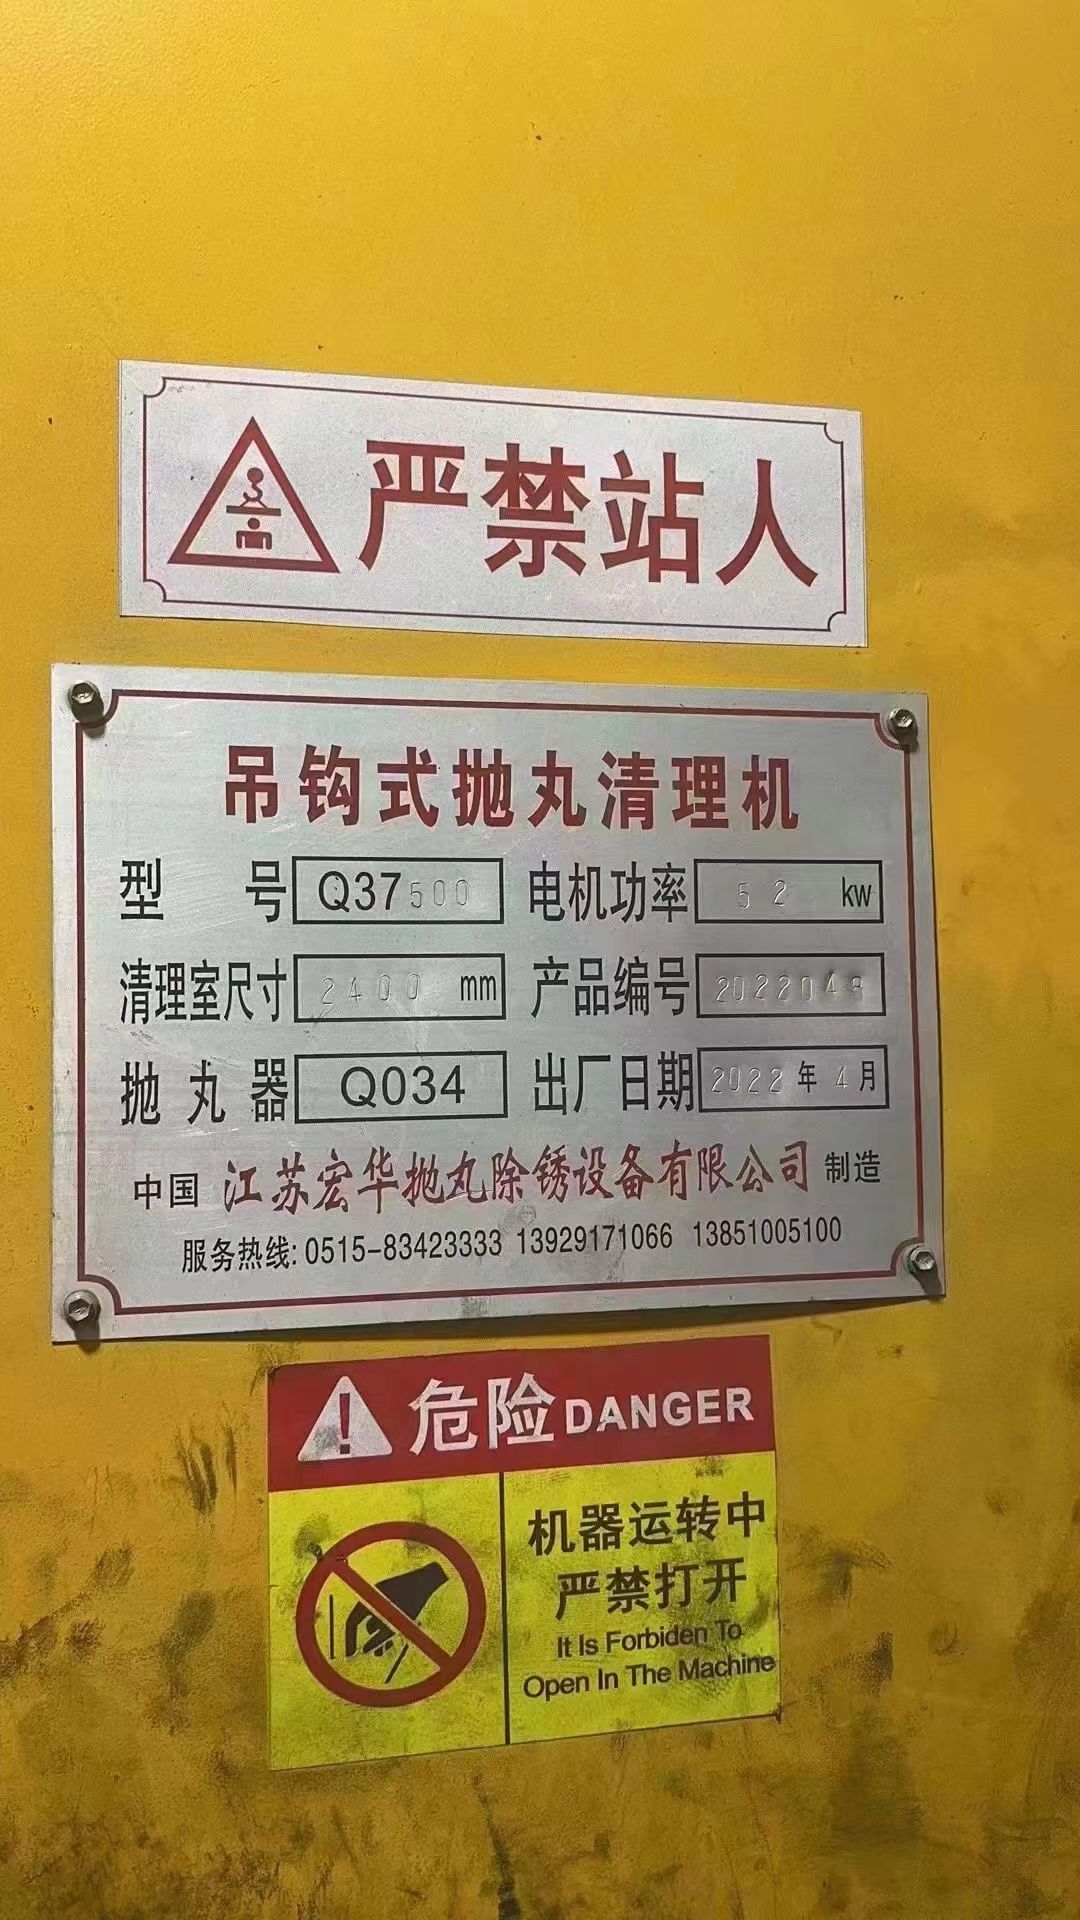 严禁站人
吊钩式抛丸清理机
型 号 Q37500 电机功率 52 kw
清理室尺寸 2400 mm 产品编号 2022048
抛丸器 Q034 出厂日期 2022年4月
中国 江苏宏华抛丸除锈设备有限公司 制造
服务热线: 0515-83423333 13929171066 13851005100
危险 DANGER
机器运转中
严禁打开
It Is Forbiden To
Open In The Machine